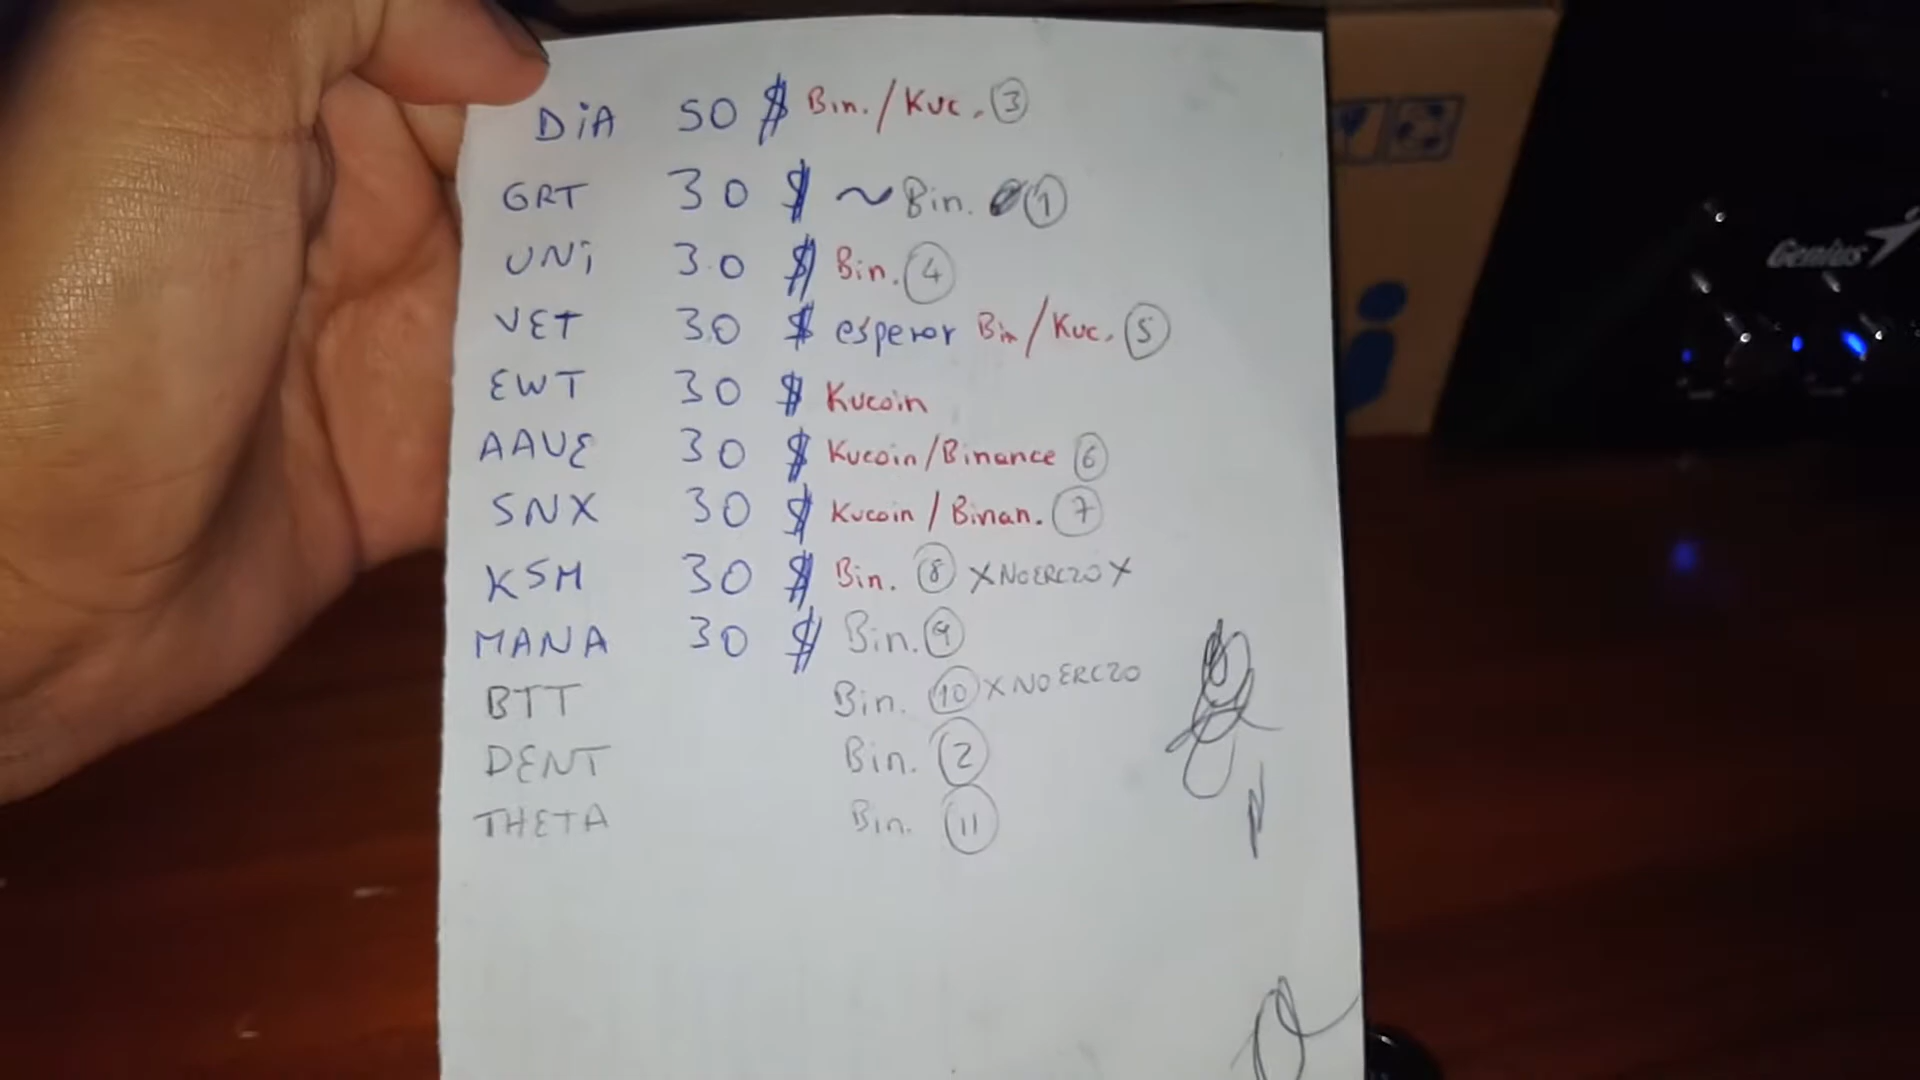 DiA 50 $ Bin./Kuc. 3
GRT 30 $ ~ Bin. 1
UNi 30 $ Bin. 4
VET 30 $ esperar Bin/Kuc. 5
EWT 30 $ Kucoin
AAVE 30 $ Kucoin/Binance 6
SNX 30 $ Kucoin/Binan. 7
KSM 30 $ Bin. 8 X NO ERC20 X
MANA 30 $ Bin. 9
BTT Bin. 10 X NO ERC20
DENT Bin. 2
THETA Bin. 11
Genius